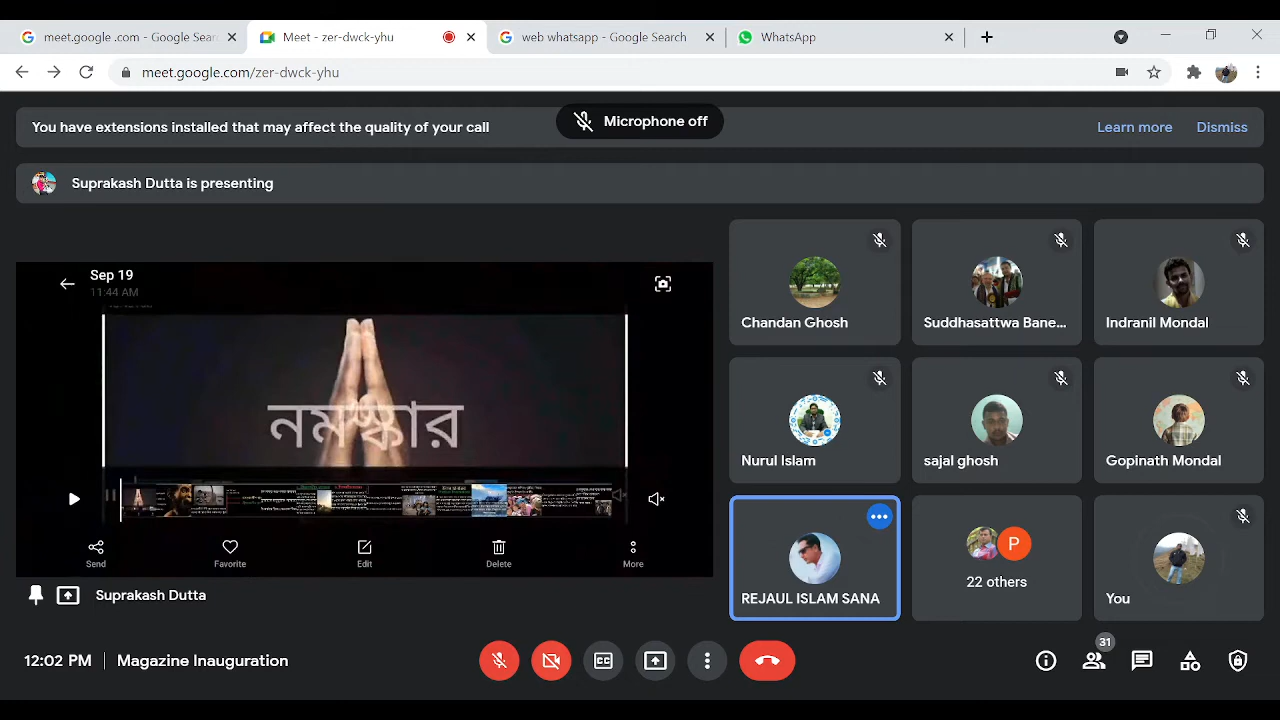 meet.google .com - Google Sear
Meet - zer-dwck-yhu
web whatsapp - Google Search
WhatsApp
meet.google.com/zer-dwck-yhu
You have extensions installed that may affect the quality of your call
Microphone off
Learn more
Dismiss
Suprakash Dutta is presenting
Sep 19
11:44 AM
নমস্কার
Send
Favorite
Edit
Delete
More
Suprakash Dutta
Chandan Ghosh
Suddhasattwa Bane...
Indranil Mondal
Nurul Islam
sajal ghosh
Gopinath Mondal
REJAUL ISLAM SANA
P
22 others
You
12:02 PM
Magazine Inauguration
CC
31